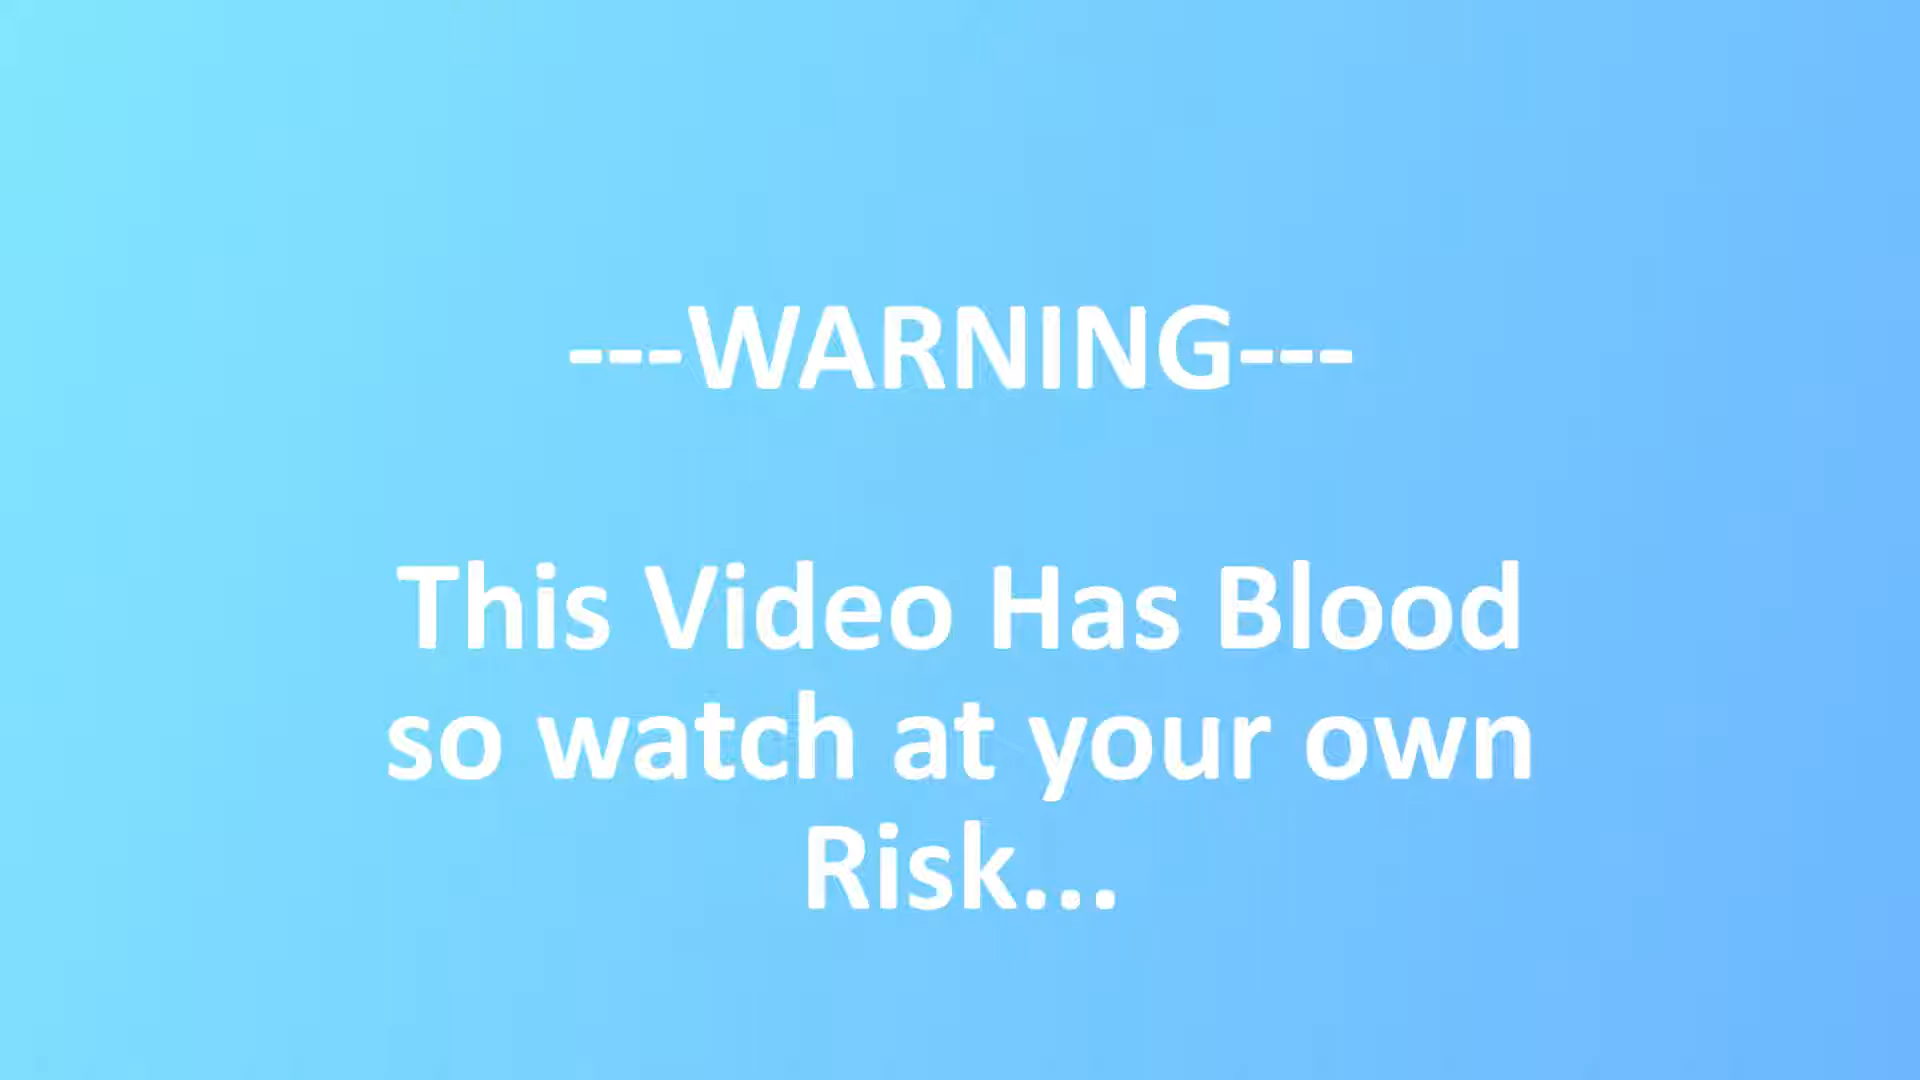 ---WARNING---
This Video Has Blood
so watch at your own
Risk...